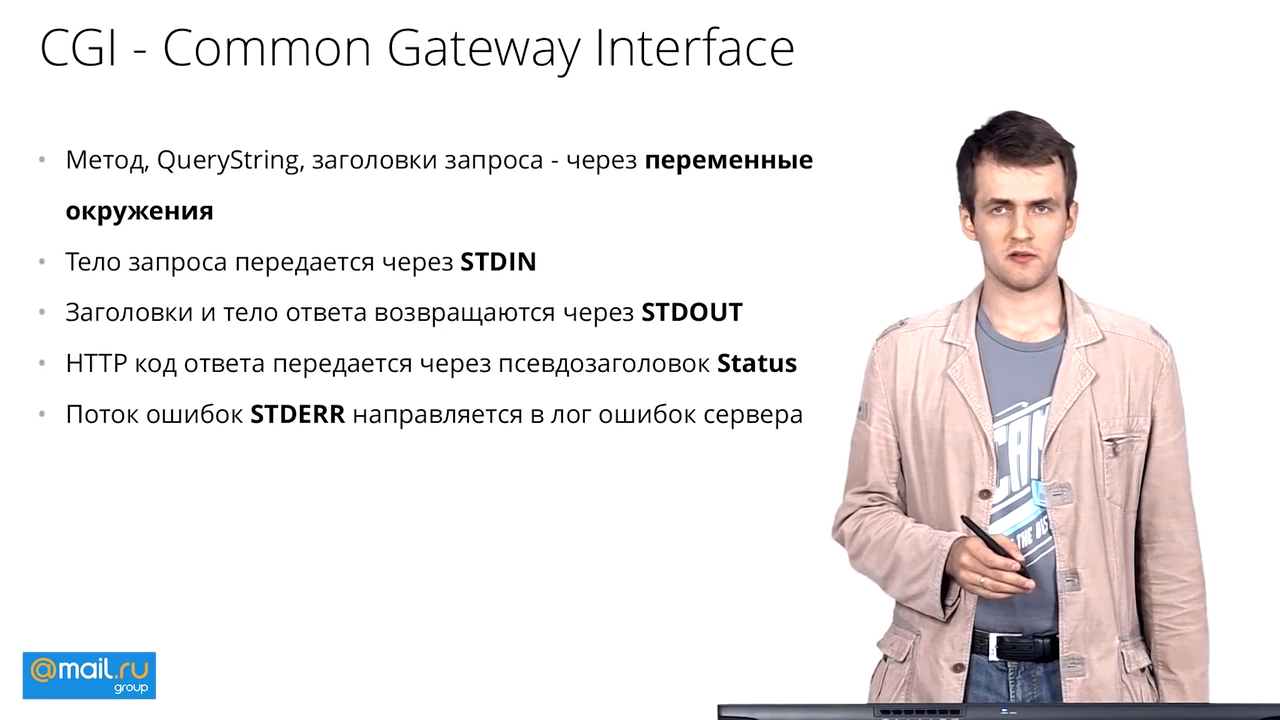 CGI - Common Gateway Interface
Метод, QueryString, заголовки запроса - через переменные
окружения
Тело запроса передается через STDIN
Заголовки и тело ответа возвращаются через STDOUT
HTTP код ответа передается через псевдозаголовок Status
Поток ошибок STDERR направляется в лог ошибок сервера
THE
@mail.ru
group